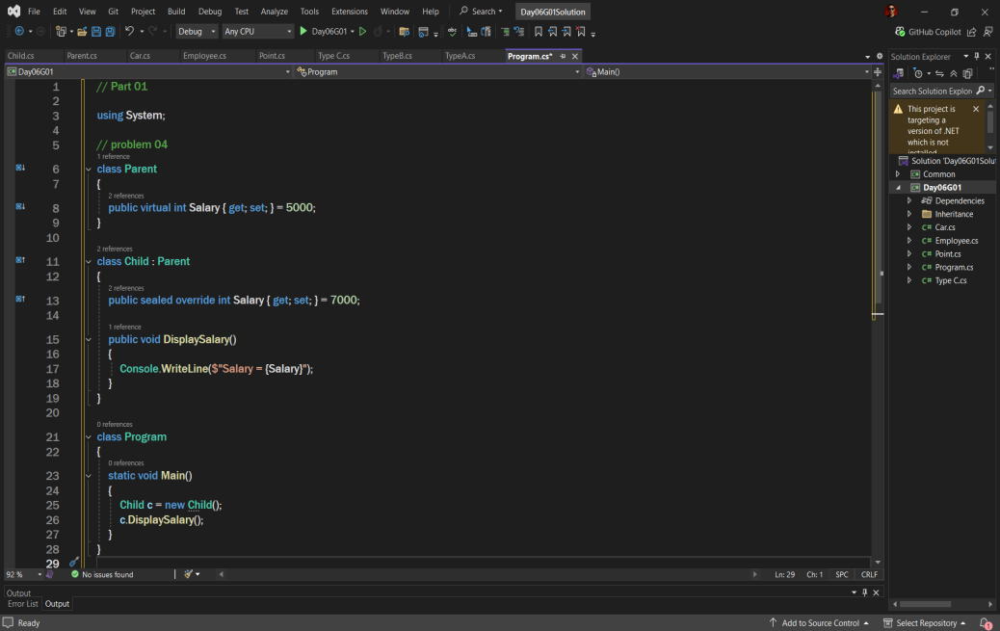 File Edit View Git Project Build Debug Test Analyze Tools Extensions Window Help Search Day06G01Solution
Debug Any CPU Day06G01 GitHub Copilot
Child.cs Parent.cs Car.cs Employee.cs Point.cs Type C.cs TypeB.cs TypeA.cs Program.cs* Solution Explorer
Day06G01 Program Main()
Search Solution Explor
This project is
targeting a
version of .NET
which is not
installed
Solution 'Day06G01Solut
Common
Day06G01
Dependencies
Inheritance
Car.cs
Employee.cs
Point.cs
Program.cs
Type C.cs
1 // Part 01
2
3 using System;
4
5 // problem 04
1 reference
6 class Parent
7 {
2 references
8 public virtual int Salary { get; set; } = 5000;
9 }
10
2 references
11 class Child : Parent
12 {
2 references
13 public sealed override int Salary { get; set; } = 7000;
14
1 reference
15 public void DisplaySalary()
16 {
17 Console.WriteLine($"Salary = {Salary}");
18 }
19 }
20
0 references
21 class Program
22 {
0 references
23 static void Main()
24 {
25 Child c = new Child();
26 c.DisplaySalary();
27 }
28 }
29
92 % No issues found Ln: 29 Ch: 1 SPC CRLF
Output
Error List Output
Ready Add to Source Control Select Repository 1